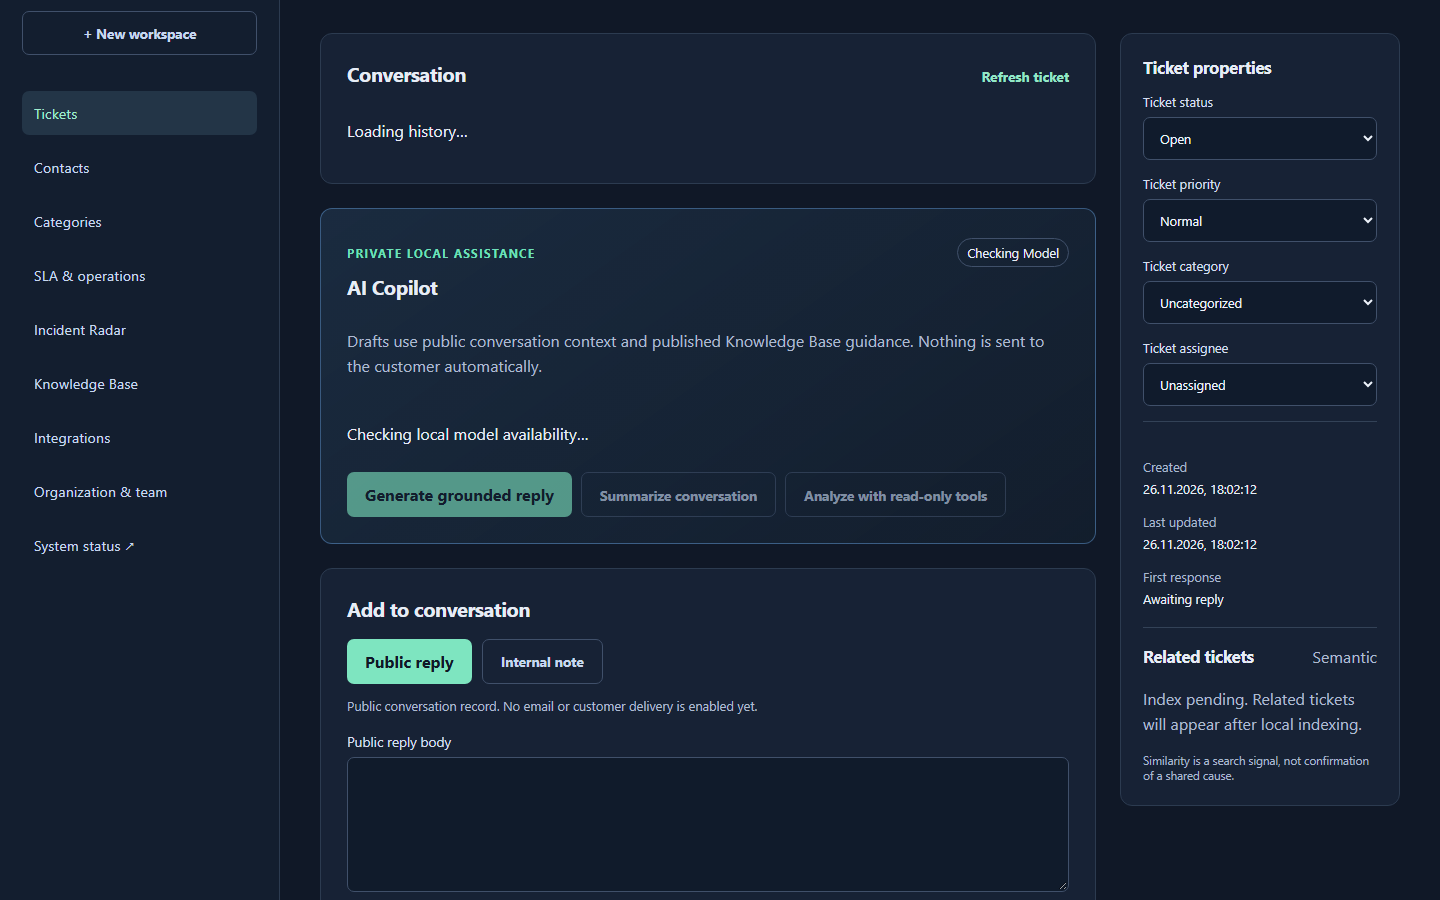 + New workspace
Tickets
Contacts
Categories
SLA & operations
Incident Radar
Knowledge Base
Integrations
Organization & team
System status ↗
Conversation
Refresh ticket
Loading history...
PRIVATE LOCAL ASSISTANCE
Checking Model
AI Copilot
Drafts use public conversation context and published Knowledge Base guidance. Nothing is sent to
the customer automatically.
Checking local model availability...
Generate grounded reply
Summarize conversation
Analyze with read-only tools
Add to conversation
Public reply
Internal note
Public conversation record. No email or customer delivery is enabled yet.
Public reply body
Ticket properties
Ticket status
Open
Ticket priority
Normal
Ticket category
Uncategorized
Ticket assignee
Unassigned
Created
26.11.2026, 18:02:12
Last updated
26.11.2026, 18:02:12
First response
Awaiting reply
Related tickets
Semantic
Index pending. Related tickets
will appear after local indexing.
Similarity is a search signal, not confirmation
of a shared cause.